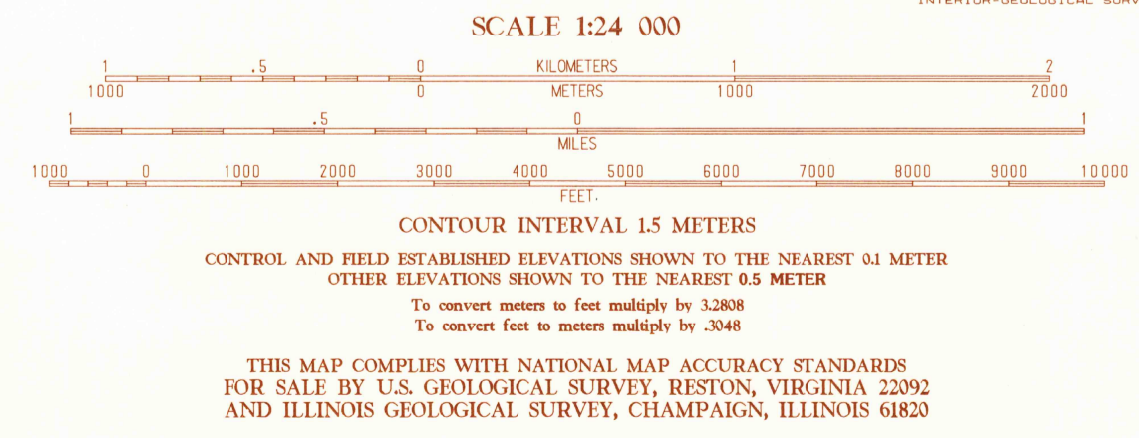 INTERIOR-GEOLOGICAL SURV
SCALE 1:24 000
1 .5 0 KILOMETERS 1 2
1000 0 METERS 1000 2000
1 .5 0 1
MILES
1000 0 1000 2000 3000 4000 5000 6000 7000 8000 9000 10000
FEET.
CONTOUR INTERVAL 1.5 METERS
CONTROL AND FIELD ESTABLISHED ELEVATIONS SHOWN TO THE NEAREST 0.1 METER
OTHER ELEVATIONS SHOWN TO THE NEAREST 0.5 METER
To convert meters to feet multiply by 3.2808
To convert feet to meters multiply by .3048
THIS MAP COMPLIES WITH NATIONAL MAP ACCURACY STANDARDS
FOR SALE BY U.S. GEOLOGICAL SURVEY, RESTON, VIRGINIA 22092
AND ILLINOIS GEOLOGICAL SURVEY, CHAMPAIGN, ILLINOIS 61820